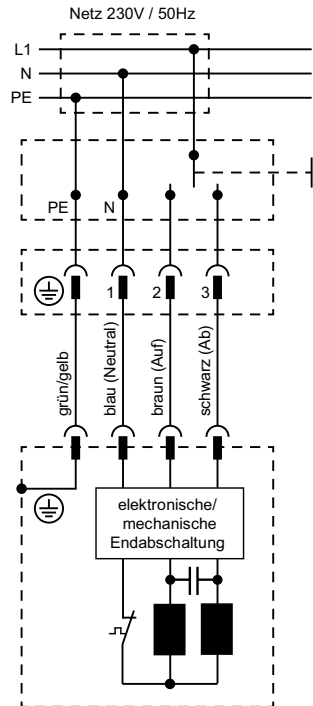 Netz 230V / 50Hz
L1
N
PE
PE
N
1
2
3
grün/gelb
blau (Neutral)
braun (Auf)
schwarz (Ab)
elektronische/
mechanische
Endabschaltung